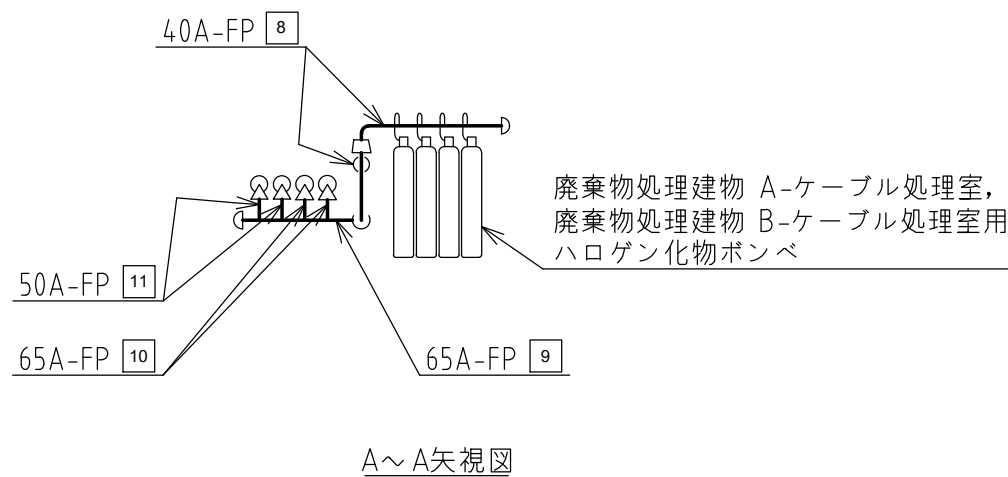 40A-FP 8
廃棄物処理建物 A-ケーブル処理室,
廃棄物処理建物 B-ケーブル処理室用
ハロゲン化物ボンベ
50A-FP 11
65A-FP 10
65A-FP 9
A～A矢視図